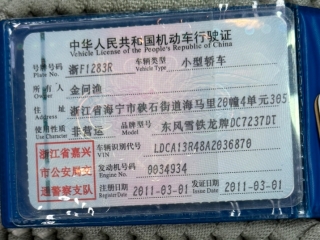 中华人民共和国机动车行驶证
Vehicle License of the People's Republic of China
号牌号码 浙F1283R 车辆类型 小型轿车
Plate No. Vehicle Type
所有人 金同渔
Owner
住址 浙江省海宁市硖石街道海马里20幢4单元305
Address
使用性质 非营运 品牌型号 东风雪铁龙牌DC7237DT
Use Character Model
浙江省嘉兴市公安局交通警察支队
车辆识别代号 LDCA13R48A2036870
VIN
发动机号码 0034934
Engine No.
注册日期 2011-03-01 发证日期 2011-03-01
Register Date Issue Date